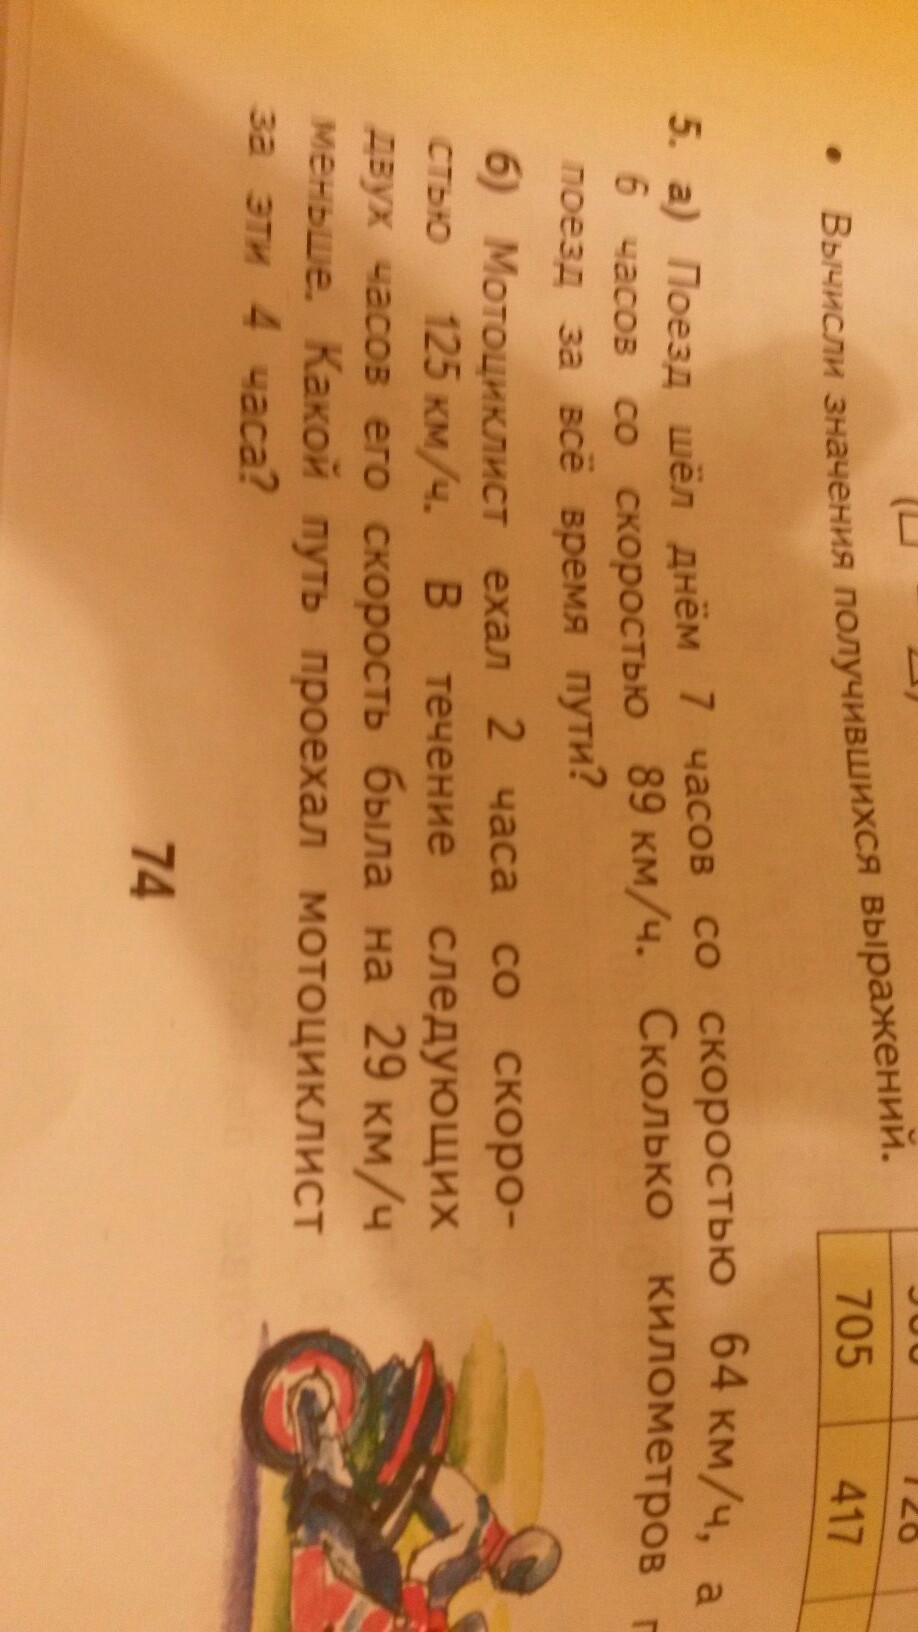 • Вычисли значения получившихся выражений.
705 417
5. а) Поезд шёл днём 7 часов со скоростью 64 км/ч, а
6 часов со скоростью 89 км/ч. Сколько километров
поезд за всё время пути?
б) Мотоциклист ехал 2 часа со скоро-
стью 125 км/ч. В течение следующих
двух часов его скорость была на 29 км/ч
меньше. Какой путь проехал мотоциклист
за эти 4 часа?
74